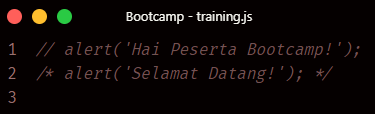 Bootcamp - training.js
1 // alert('Hai Peserta Bootcamp!');
2 /* alert('Selamat Datang!'); */
3